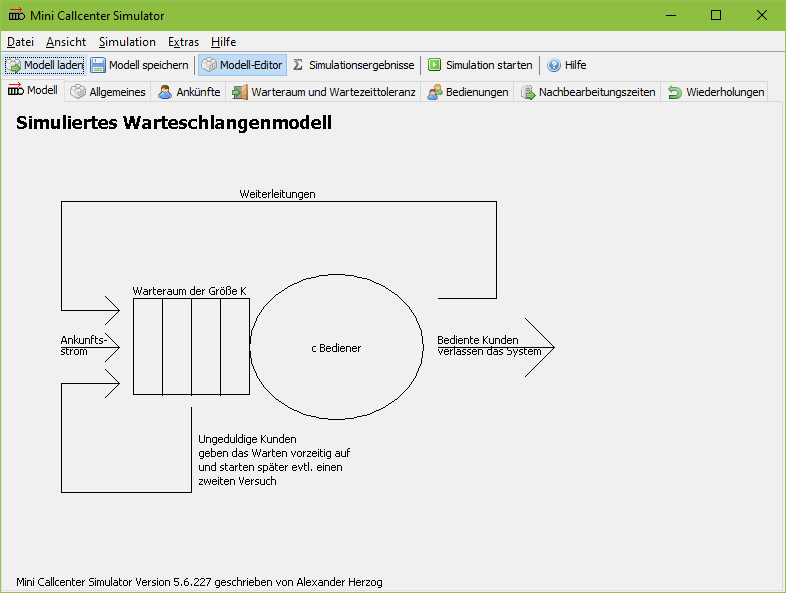 Mini Callcenter Simulator
Datei Ansicht Simulation Extras Hilfe
Modell laden Modell speichern Modell-Editor Simulationsergebnisse Simulation starten Hilfe
Modell Allgemeines Ankünfte Warteraum und Wartezeittoleranz Bedienungen Nachbearbeitungszeiten Wiederholungen
Simuliertes Warteschlangenmodell
Weiterleitungen
Warteraum der Größe K
Ankunfts-
strom
c Bediener
Bediente Kunden
verlassen das System
Ungeduldige Kunden
geben das Warten vorzeitig auf
und starten später evtl. einen
zweiten Versuch
Mini Callcenter Simulator Version 5.6.227 geschrieben von Alexander Herzog